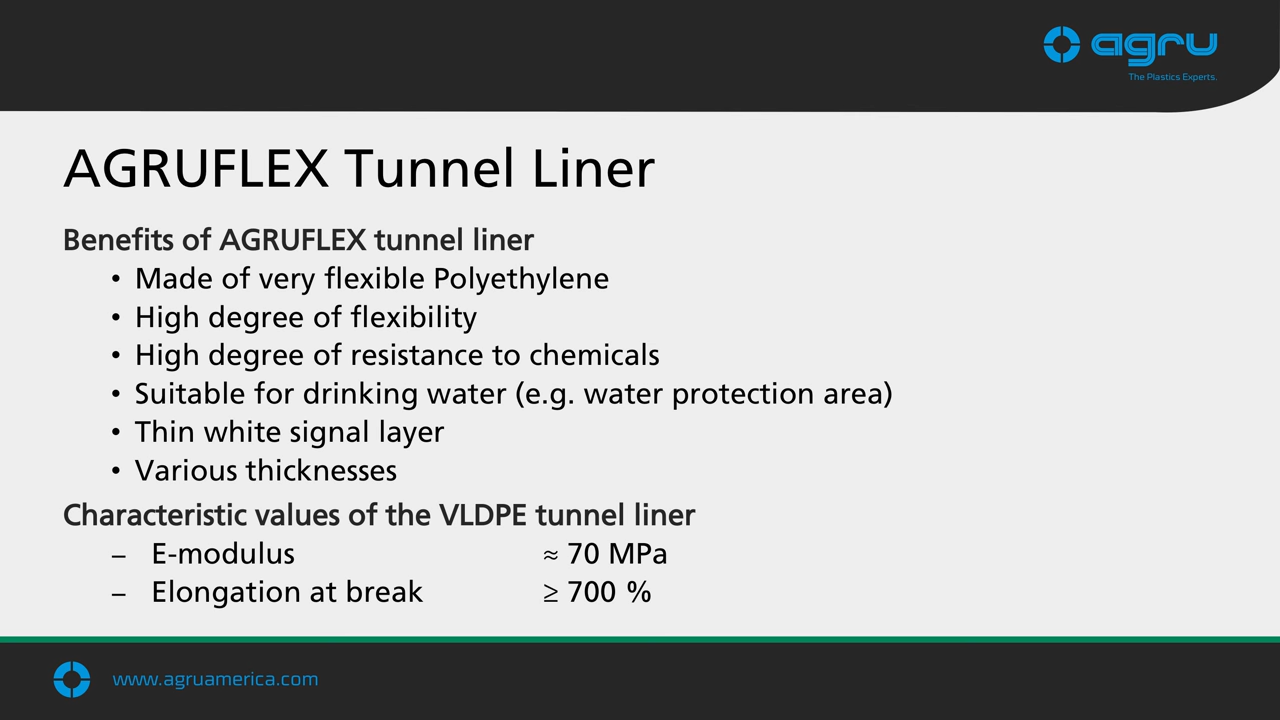 agru
The Plastics Experts.
AGRUFLEX Tunnel Liner
Benefits of AGRUFLEX tunnel liner
• Made of very flexible Polyethylene
• High degree of flexibility
• High degree of resistance to chemicals
• Suitable for drinking water (e.g. water protection area)
• Thin white signal layer
• Various thicknesses
Characteristic values of the VLDPE tunnel liner
– E-modulus ≈ 70 MPa
– Elongation at break ≥ 700 %
www.agruamerica.com